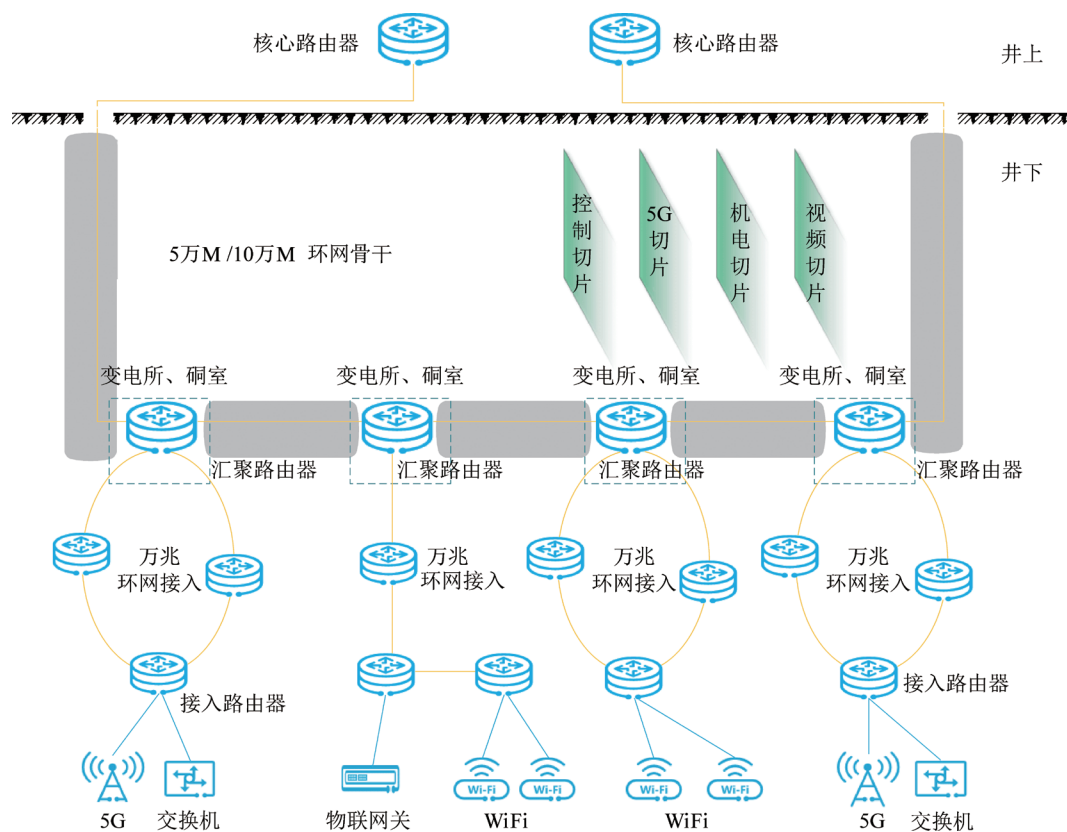 核心路由器
核心路由器
井上
井下
控制切片
5G切片
机电切片
视频切片
5万M /10万M 环网骨干
变电所、硐室
变电所、硐室
变电所、硐室
变电所、硐室
汇聚路由器
汇聚路由器
汇聚路由器
汇聚路由器
万兆
环网接入
万兆
环网接入
万兆
环网接入
万兆
环网接入
接入路由器
接入路由器
Wi-Fi
Wi-Fi
Wi-Fi
Wi-Fi
5G
交换机
物联网关
WiFi
WiFi
5G
交换机